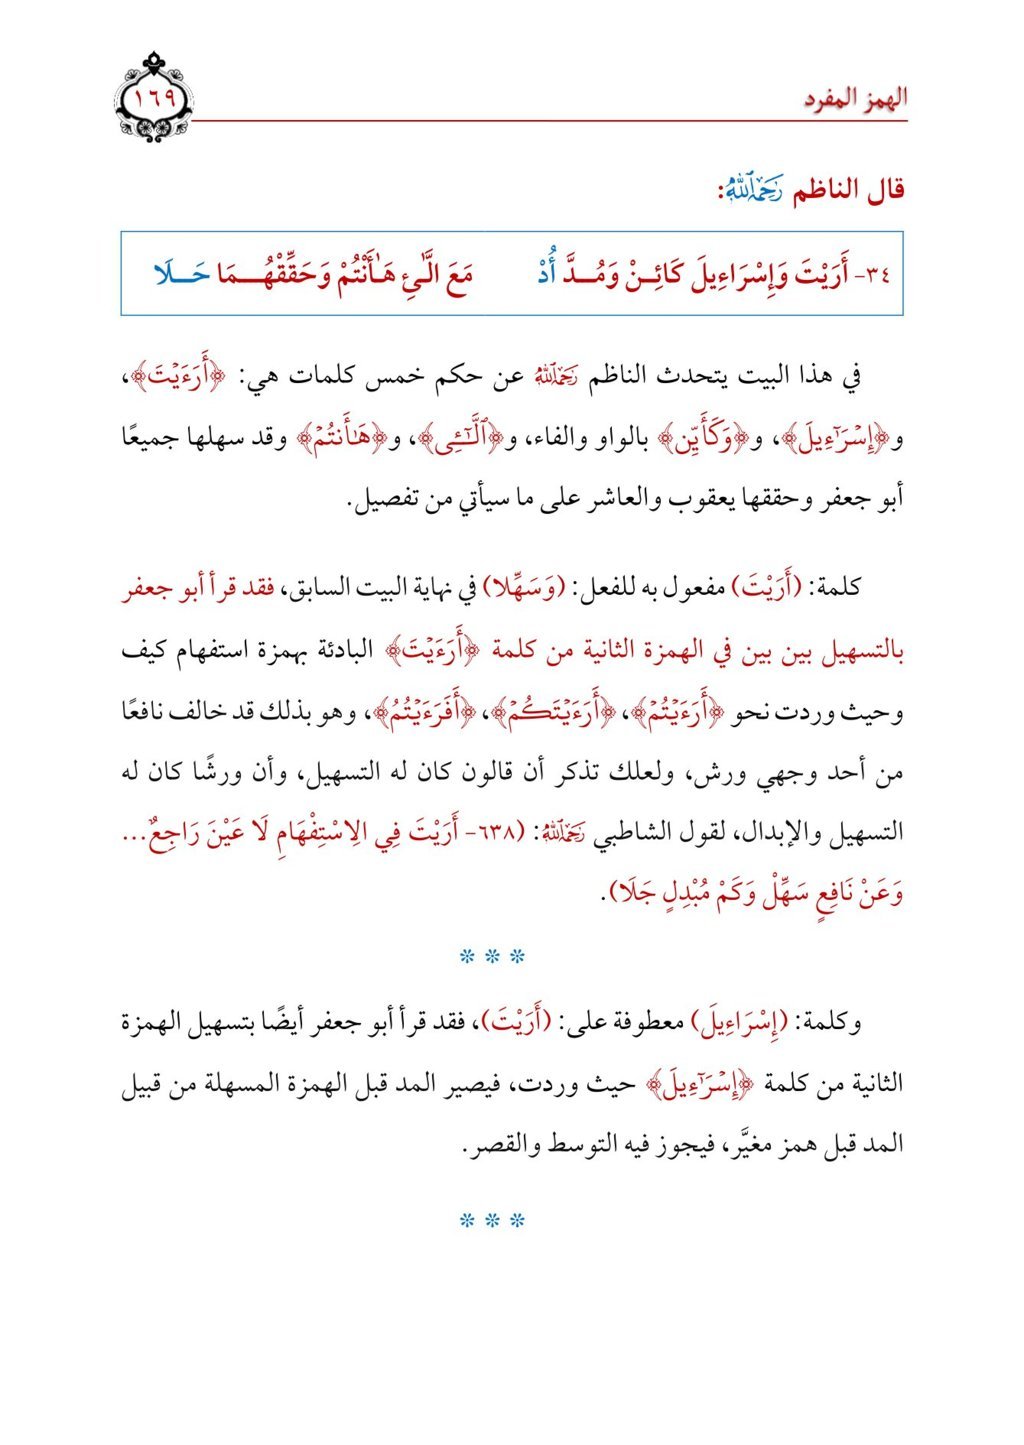 الهمز المفرد
١٦٩
قال الناظم رَحِمَهُ ٱللَّهُ:
٣٤- أَرَيْتَ وَإِسْرَاءِيلَ كَائِـنْ وَمُـــدَّ أُدْ مَعَ الَّـٰئِ هَـٰأَنْتُمْ وَحَقِّقْهُــــمَا حَـــلَا
في هذا البيت يتحدث الناظم رَحِمَهُ ٱللَّهُ عن حكم خمس كلمات هي: ﴿أَرَءَيۡتَ﴾،
و﴿إِسۡرَـٰٓءِيلَ﴾، و﴿وَكَأَيِّن﴾ بالواو والفاء، و﴿ٱلَّـٰٓـِٔى﴾، و﴿هَـٰٓأَنتُمۡ﴾ وقد سهلها جميعًا
أبو جعفر وحققها يعقوب والعاشر على ما سيأتي من تفصيل.
كلمة: (أَرَيْتَ) مفعول به للفعل: (وَسَهِّلا) في نهاية البيت السابق، فقد قرأ أبو جعفر
بالتسهيل بين بين في الهمزة الثانية من كلمة ﴿أَرَءَيۡتَ﴾ البادئة بهمزة استفهام كيف
وحيث وردت نحو ﴿أَرَءَيۡتُمۡ﴾، ﴿أَرَءَيۡتَكُمۡ﴾، ﴿أَفَرَءَيۡتُمُ﴾، وهو بذلك قد خالف نافعًا
من أحد وجهي ورش، ولعلك تذكر أن قالون كان له التسهيل، وأن ورشًا كان له
التسهيل والإبدال، لقول الشاطبي رَحِمَهُ ٱللَّهُ: (٦٣٨- أَرَيْتَ فِي الِاسْتِفْهَامِ لَا عَيْنَ رَاجِعٌ...
وَعَنْ نَافِعٍ سَهِّلْ وَكَمْ مُبْدِلٍ جَلَا).
* * *
وكلمة: (إِسْرَاءِيلَ) معطوفة على: (أَرَيْتَ)، فقد قرأ أبو جعفر أيضًا بتسهيل الهمزة
الثانية من كلمة ﴿إِسۡرَـٰٓءِيلَ﴾ حيث وردت، فيصير المد قبل الهمزة المسهلة من قبيل
المد قبل همز مغيَّر، فيجوز فيه التوسط والقصر.
* * *